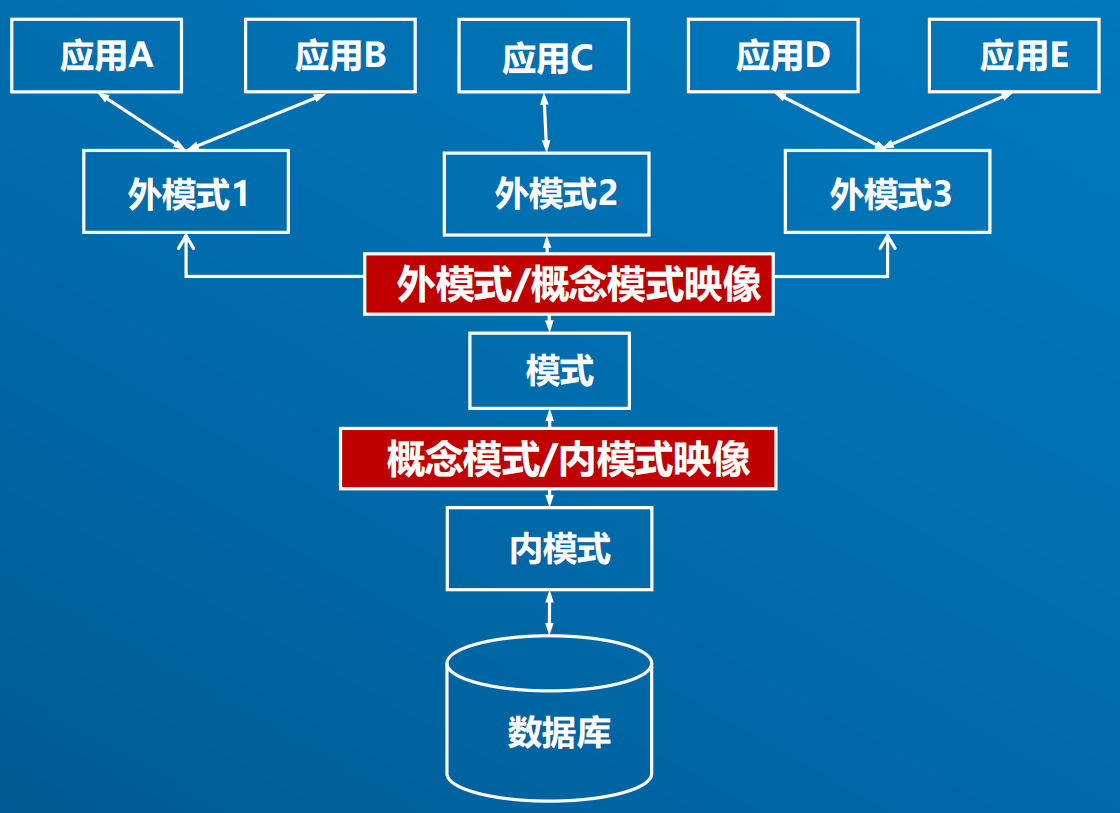 应用A
应用B
应用C
应用D
应用E
外模式1
外模式2
外模式3
外模式/概念模式映像
模式
概念模式/内模式映像
内模式
数据库